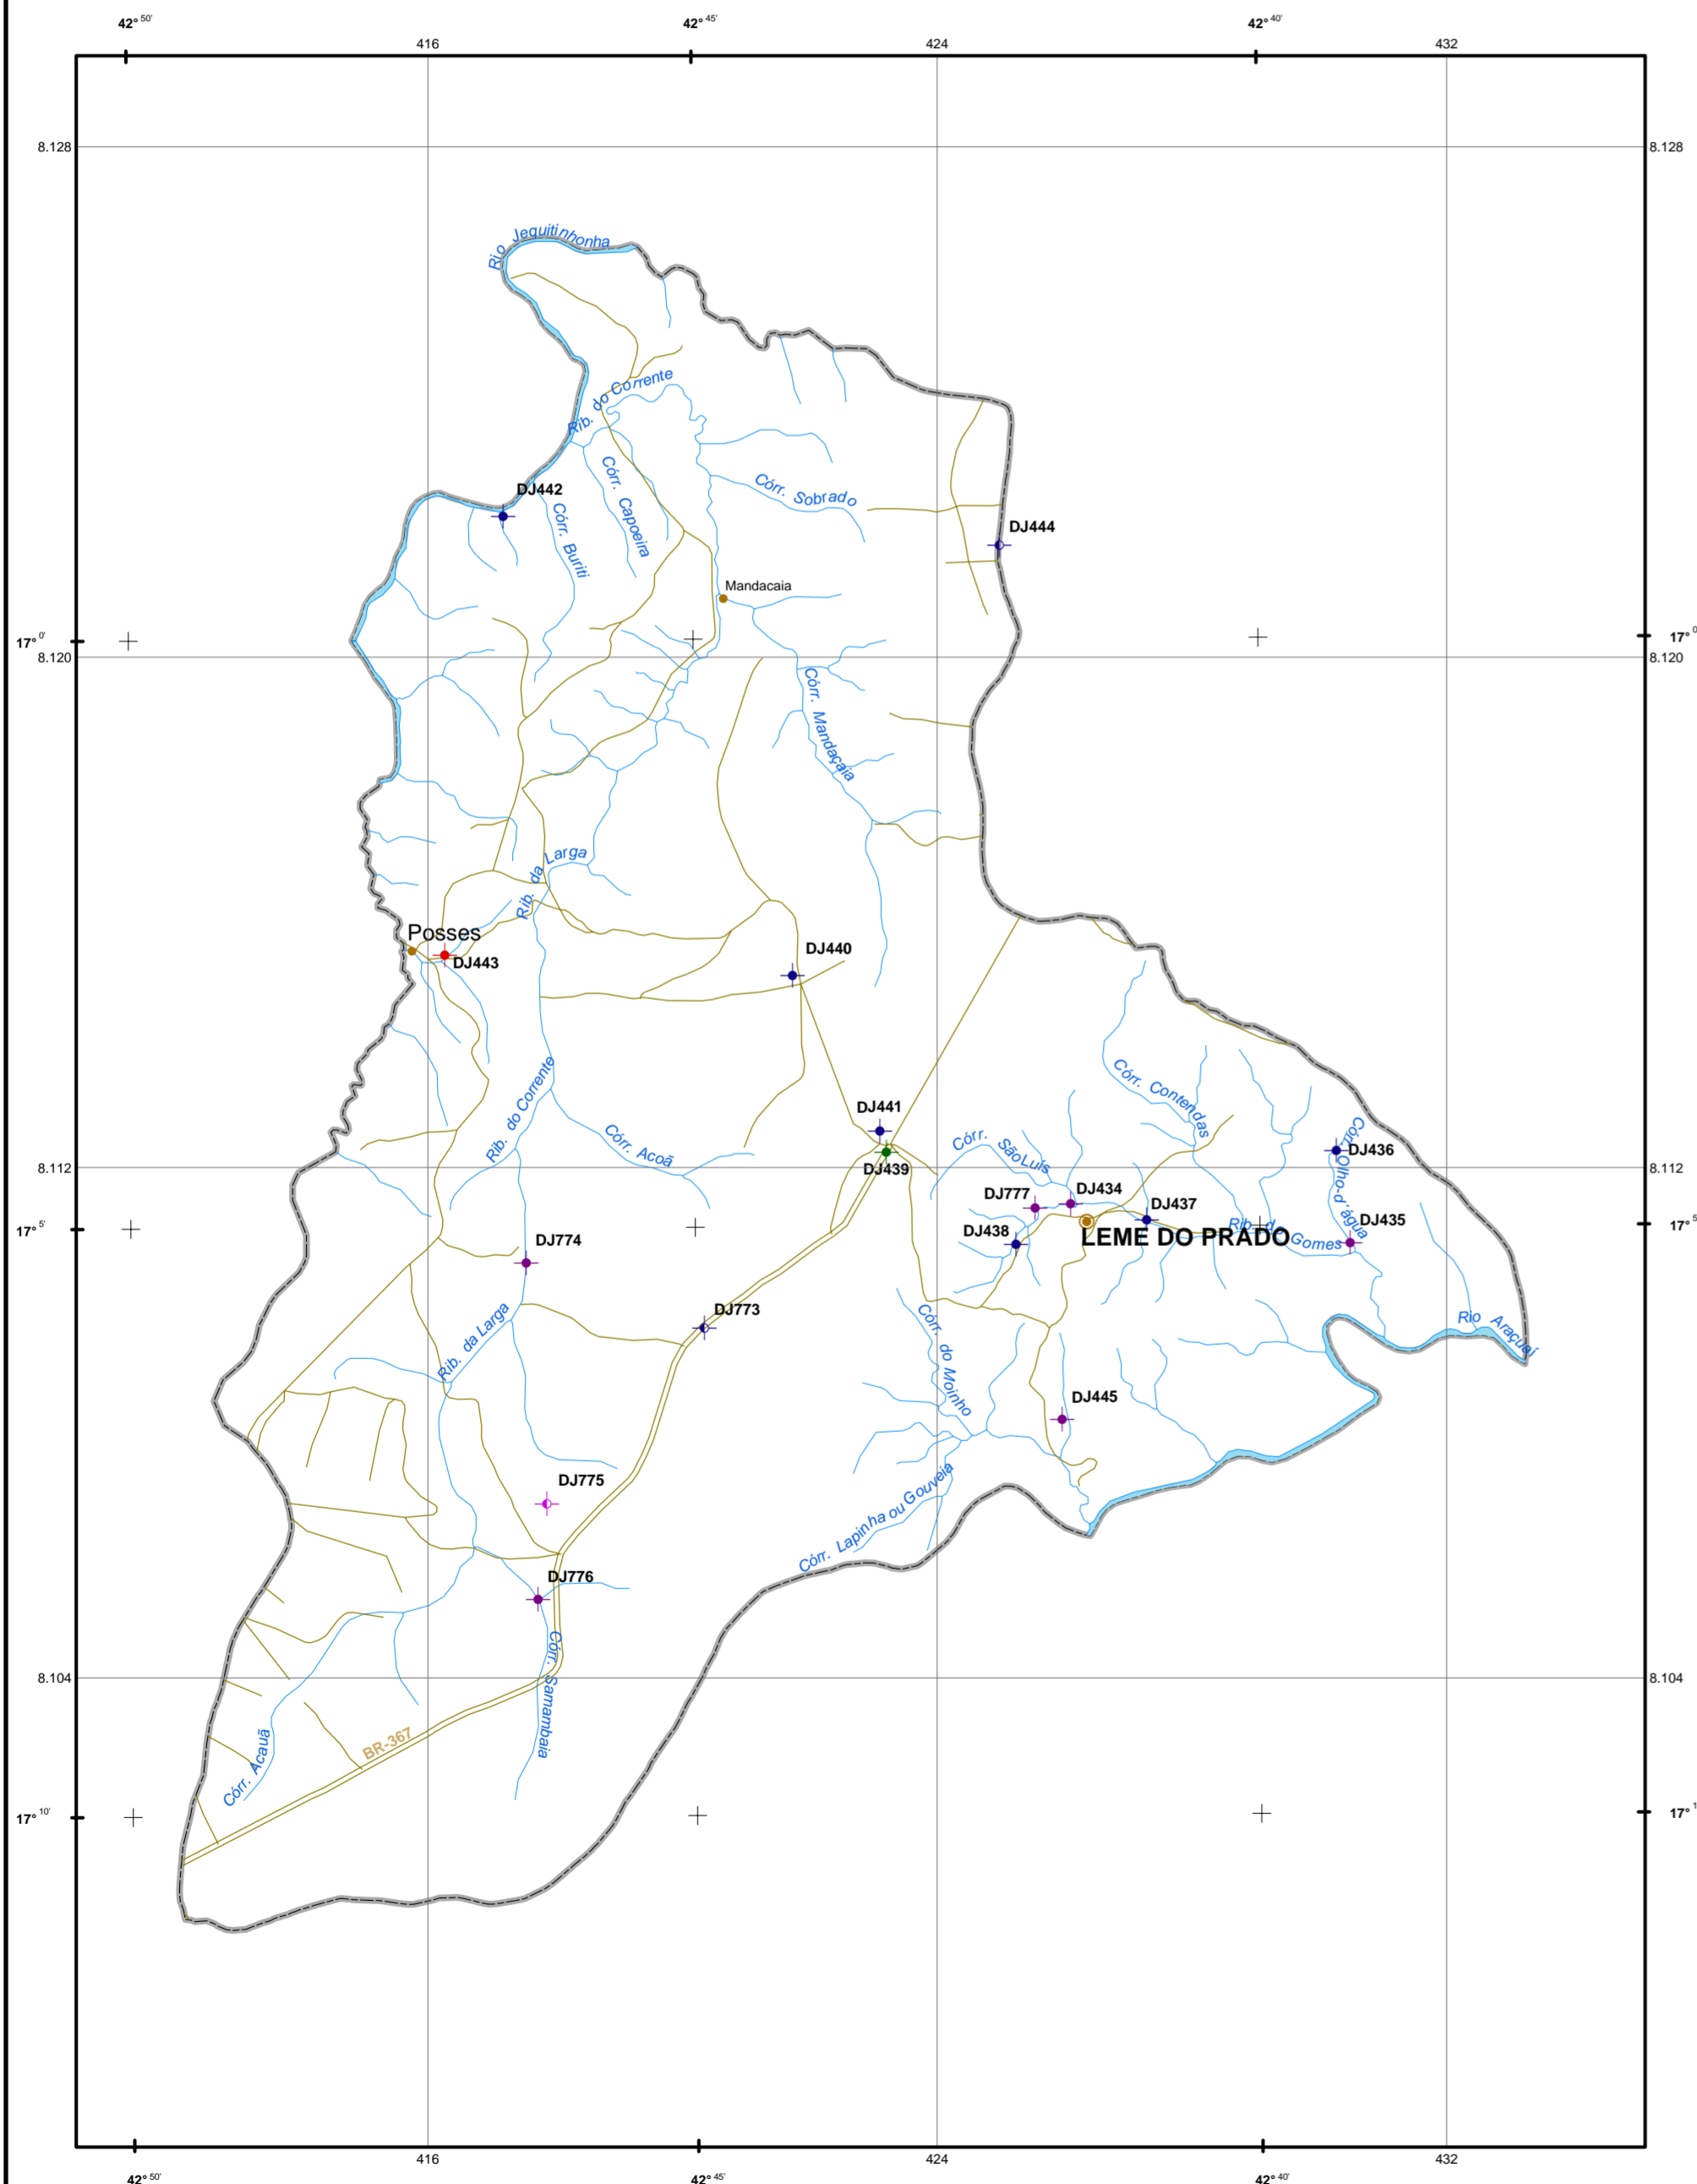 42° 50'
42° 45'
42° 40'
416
424
432
8.128
8.128
Rio Jequitinhonha
Rib. do Corrente
Córr. Capoeira
Córr. Sobrado
DJ442
Córr. Buriti
DJ444
Mandacaia
17° 0'
17° 0
8.120
8.120
Córr. Mandaçaia
Rib. da Larga
Posses
DJ443
DJ440
Rib. do Corrente
Córr. Contendas
DJ441
Córr. Acoã
Córr. São Luís
Córr. Olho-d'água
DJ436
DJ439
8.112
8.112
DJ777
DJ434
DJ437
17° 5'
17° 5
DJ438
LEME DO PRADO
Rib. d
Gomes
DJ435
DJ774
Rib. da Larga
DJ773
Córr. do Moinho
Rio Araçuaí
DJ445
DJ775
Córr. Lapinha ou Gouveia
DJ776
Córr. Samambaia
8.104
8.104
BR-367
Córr. Acauã
17° 10'
17° 1
416
424
432
42° 50'
42° 45'
42° 40'